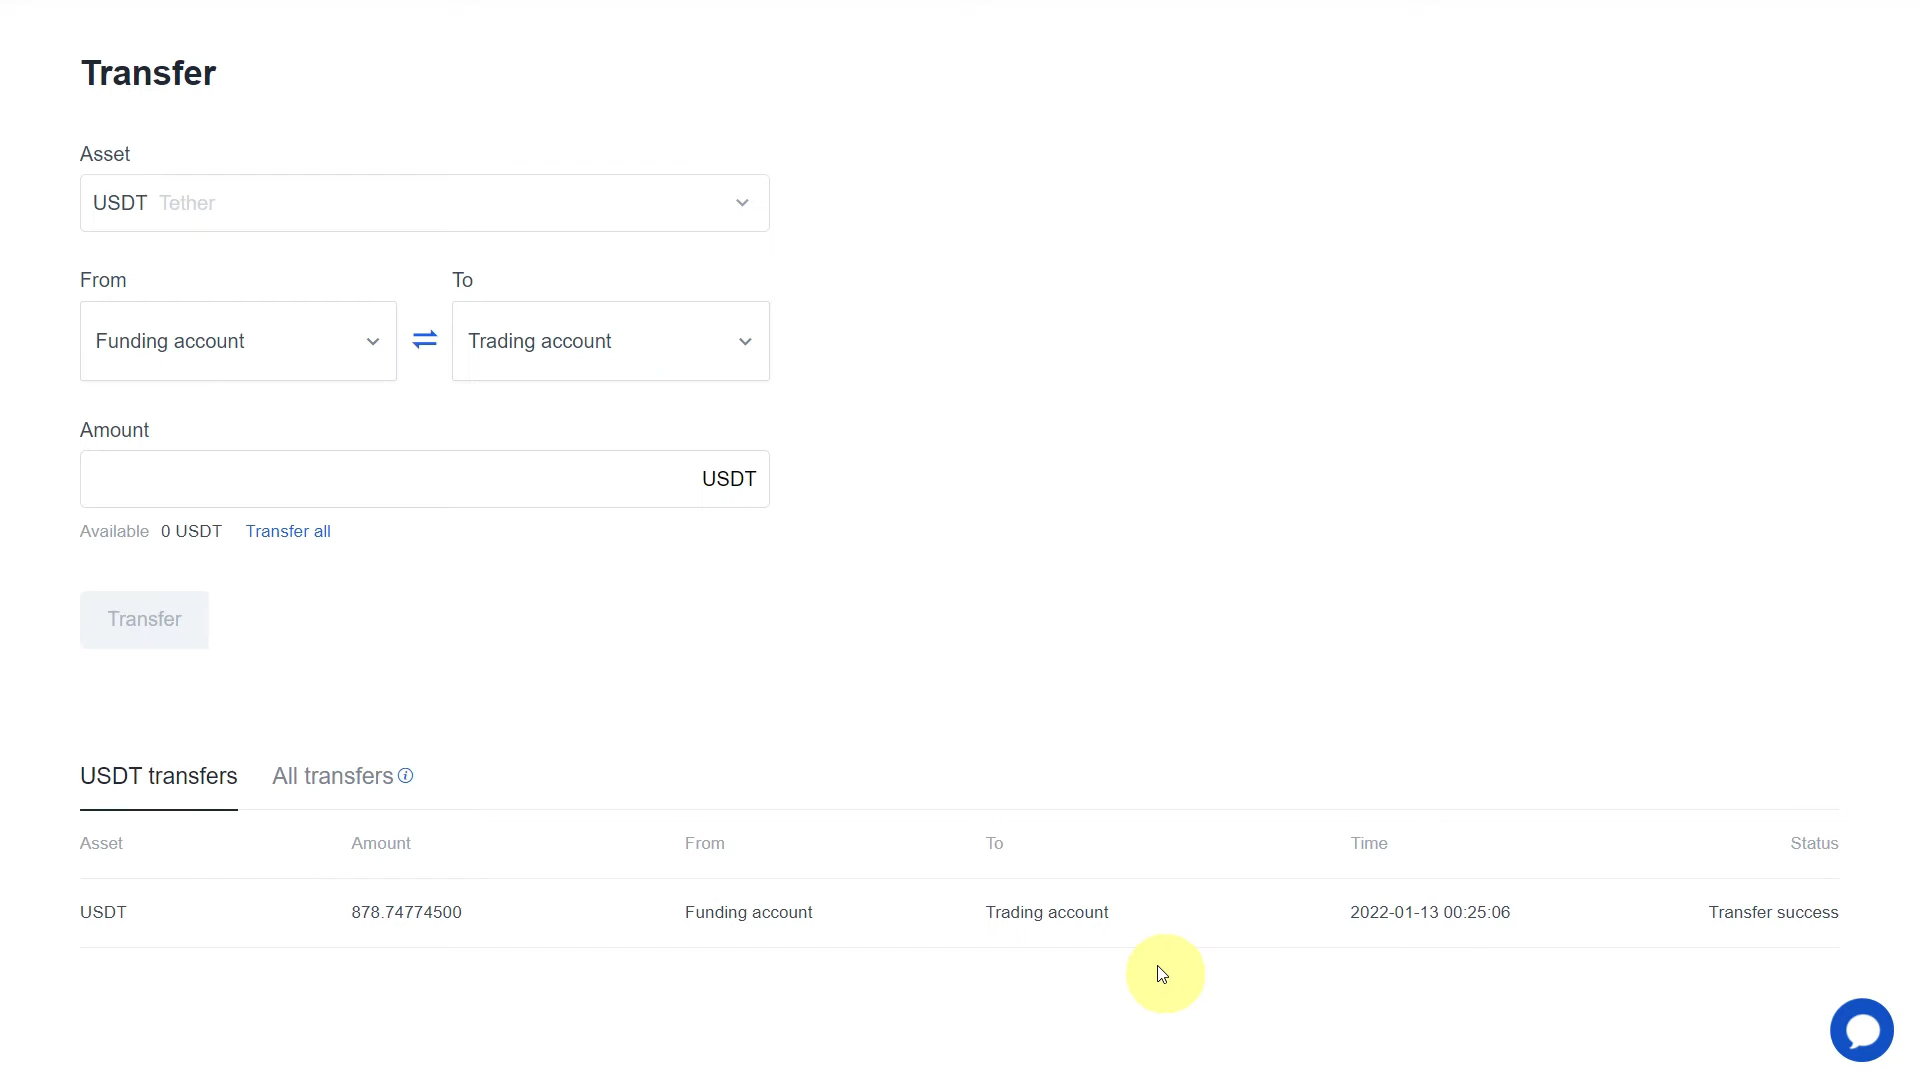 Transfer
Asset
USDT Tether
From To
Funding account Trading account
Amount
USDT
Available 0 USDT Transfer all
Transfer
USDT transfers All transfers
Asset Amount From To Time Status
USDT 878.74774500 Funding account Trading account 2022-01-13 00:25:06 Transfer success